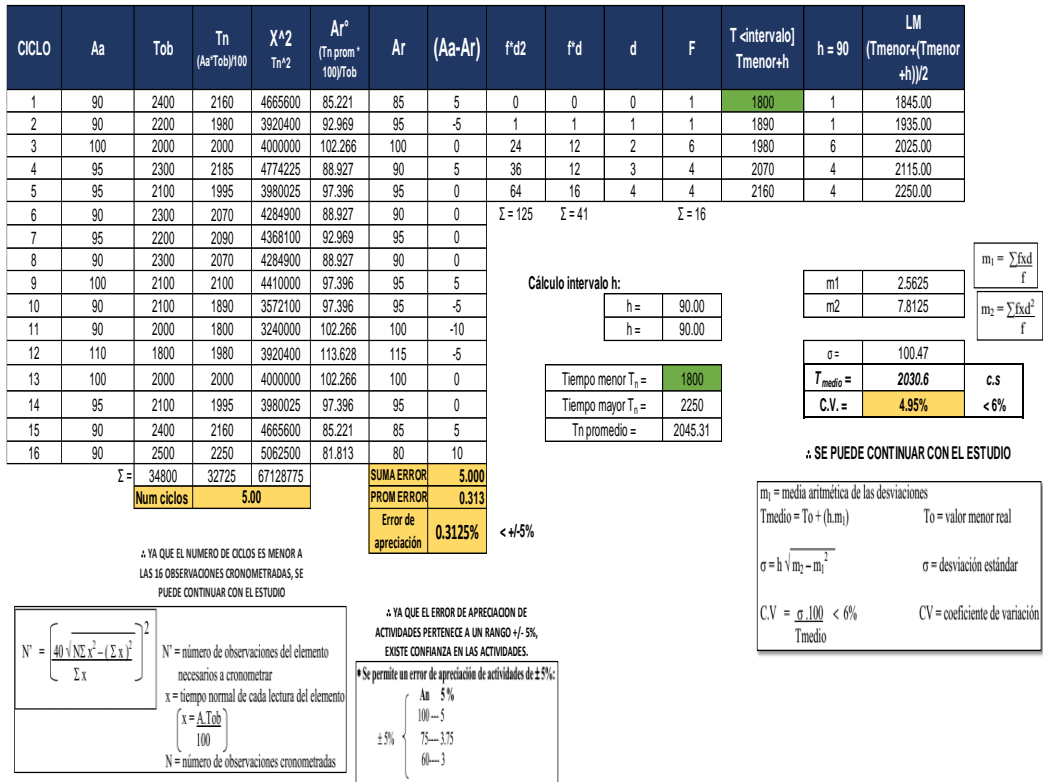 CICLO Aa Tob Tn (Aa*Tob)/100 X^2 Tn^2 Ar° (Tn prom * 100)/Tob Ar (Aa-Ar) f*d2 f*d d F T <intervalo] Tmenor+h h = 90 LM (Tmenor+(Tmenor +h))/2
1 90 2400 2160 4665600 85.221 85 5 0 0 0 1 1800 1 1845.00
2 90 2200 1980 3920400 92.969 95 -5 1 1 1 1 1890 1 1935.00
3 100 2000 2000 4000000 102.266 100 0 24 12 2 6 1980 6 2025.00
4 95 2300 2185 4774225 88.927 90 5 36 12 3 4 2070 4 2115.00
5 95 2100 1995 3980025 97.396 95 0 64 16 4 4 2160 4 2250.00
6 90 2300 2070 4284900 88.927 90 0 Σ = 125 Σ = 41 Σ = 16
7 95 2200 2090 4368100 92.969 95 0
8 90 2300 2070 4284900 88.927 90 0
9 100 2100 2100 4410000 97.396 95 5
10 90 2100 1890 3572100 97.396 95 -5
11 90 2000 1800 3240000 102.266 100 -10
12 110 1800 1980 3920400 113.628 115 -5
13 100 2000 2000 4000000 102.266 100 0
14 95 2100 1995 3980025 97.396 95 0
15 90 2400 2160 4665600 85.221 85 5
16 90 2500 2250 5062500 81.813 80 10
Σ = 34800 32725 67128775 SUMA ERROR 5.000
Num ciclos 5.00 PROM ERROR 0.313
Error de apreciación 0.3125% < +/-5%
Cálculo intervalo h:
h = 90.00
h = 90.00
Tiempo menor Tn = 1800
Tiempo mayor Tn = 2250
Tn promedio = 2045.31
m1 2.5625
m2 7.8125
m₁ = ∑fxd / f
m₂ = ∑fxd² / f
σ = 100.47
T medio = 2030.6 c.s
C.V. = 4.95% < 6%
∴ SE PUEDE CONTINUAR CON EL ESTUDIO
m₁ = media aritmética de las desviaciones
Tmedio = To + (h.m₁) To = valor menor real
σ = h √ m₂ – m₁² σ = desviación estándar
C.V = σ .100 / Tmedio < 6% CV = coeficiente de variación
∴ YA QUE EL NUMERO DE CICLOS ES MENOR A
LAS 16 OBSERVACIONES CRONOMETRADAS, SE
PUEDE CONTINUAR CON EL ESTUDIO
N' = (40 √ NΣ x² – ( Σ x )² / Σ x)²
N' = número de observaciones del elemento
necesarios a cronometrar
x = tiempo normal de cada lectura del elemento
(x = A.Tob / 100)
N = número de observaciones cronometradas
∴ YA QUE EL ERROR DE APRECIACION DE
ACTIVIDADES PERTENECE A UN RANGO +/- 5%,
EXISTE CONFIANZA EN LAS ACTIVIDADES.
* Se permite un error de apreciación de actividades de ± 5%:
An 5 %
100 --- 5
± 5% 75---- 3.75
60---- 3